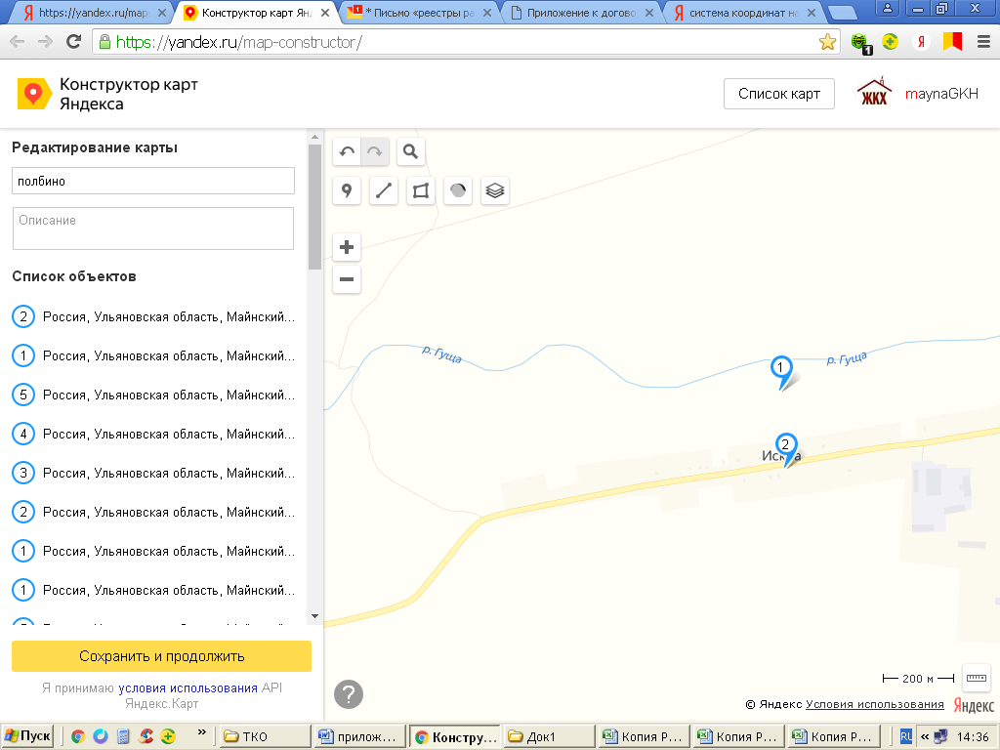 https://yandex.ru/map-
Конструктор карт Ян
* Письмо «реестры ра
Приложение к догово
система координат на
https://yandex.ru/map-constructor/
1
Конструктор карт
Яндекса
Список карт
ЖКХ
maynaGKH
Редактирование карты
полбино
Описание
Список объектов
2 Россия, Ульяновская область, Майнский...
1 Россия, Ульяновская область, Майнский...
5 Россия, Ульяновская область, Майнский...
4 Россия, Ульяновская область, Майнский...
3 Россия, Ульяновская область, Майнский...
2 Россия, Ульяновская область, Майнский...
1 Россия, Ульяновская область, Майнский...
1 Россия, Ульяновская область, Майнский...
Сохранить и продолжить
Я принимаю условия использования API
Яндекс.Карт
р. Гуща
р. Гуща
1
2
200 м
© Яндекс Условия использования
Яндекс
?
Пуск
»
ТКО
прилож...
Констру...
Док1
Копия Р...
Копия Р...
Копия Р...
RU
«
14:36